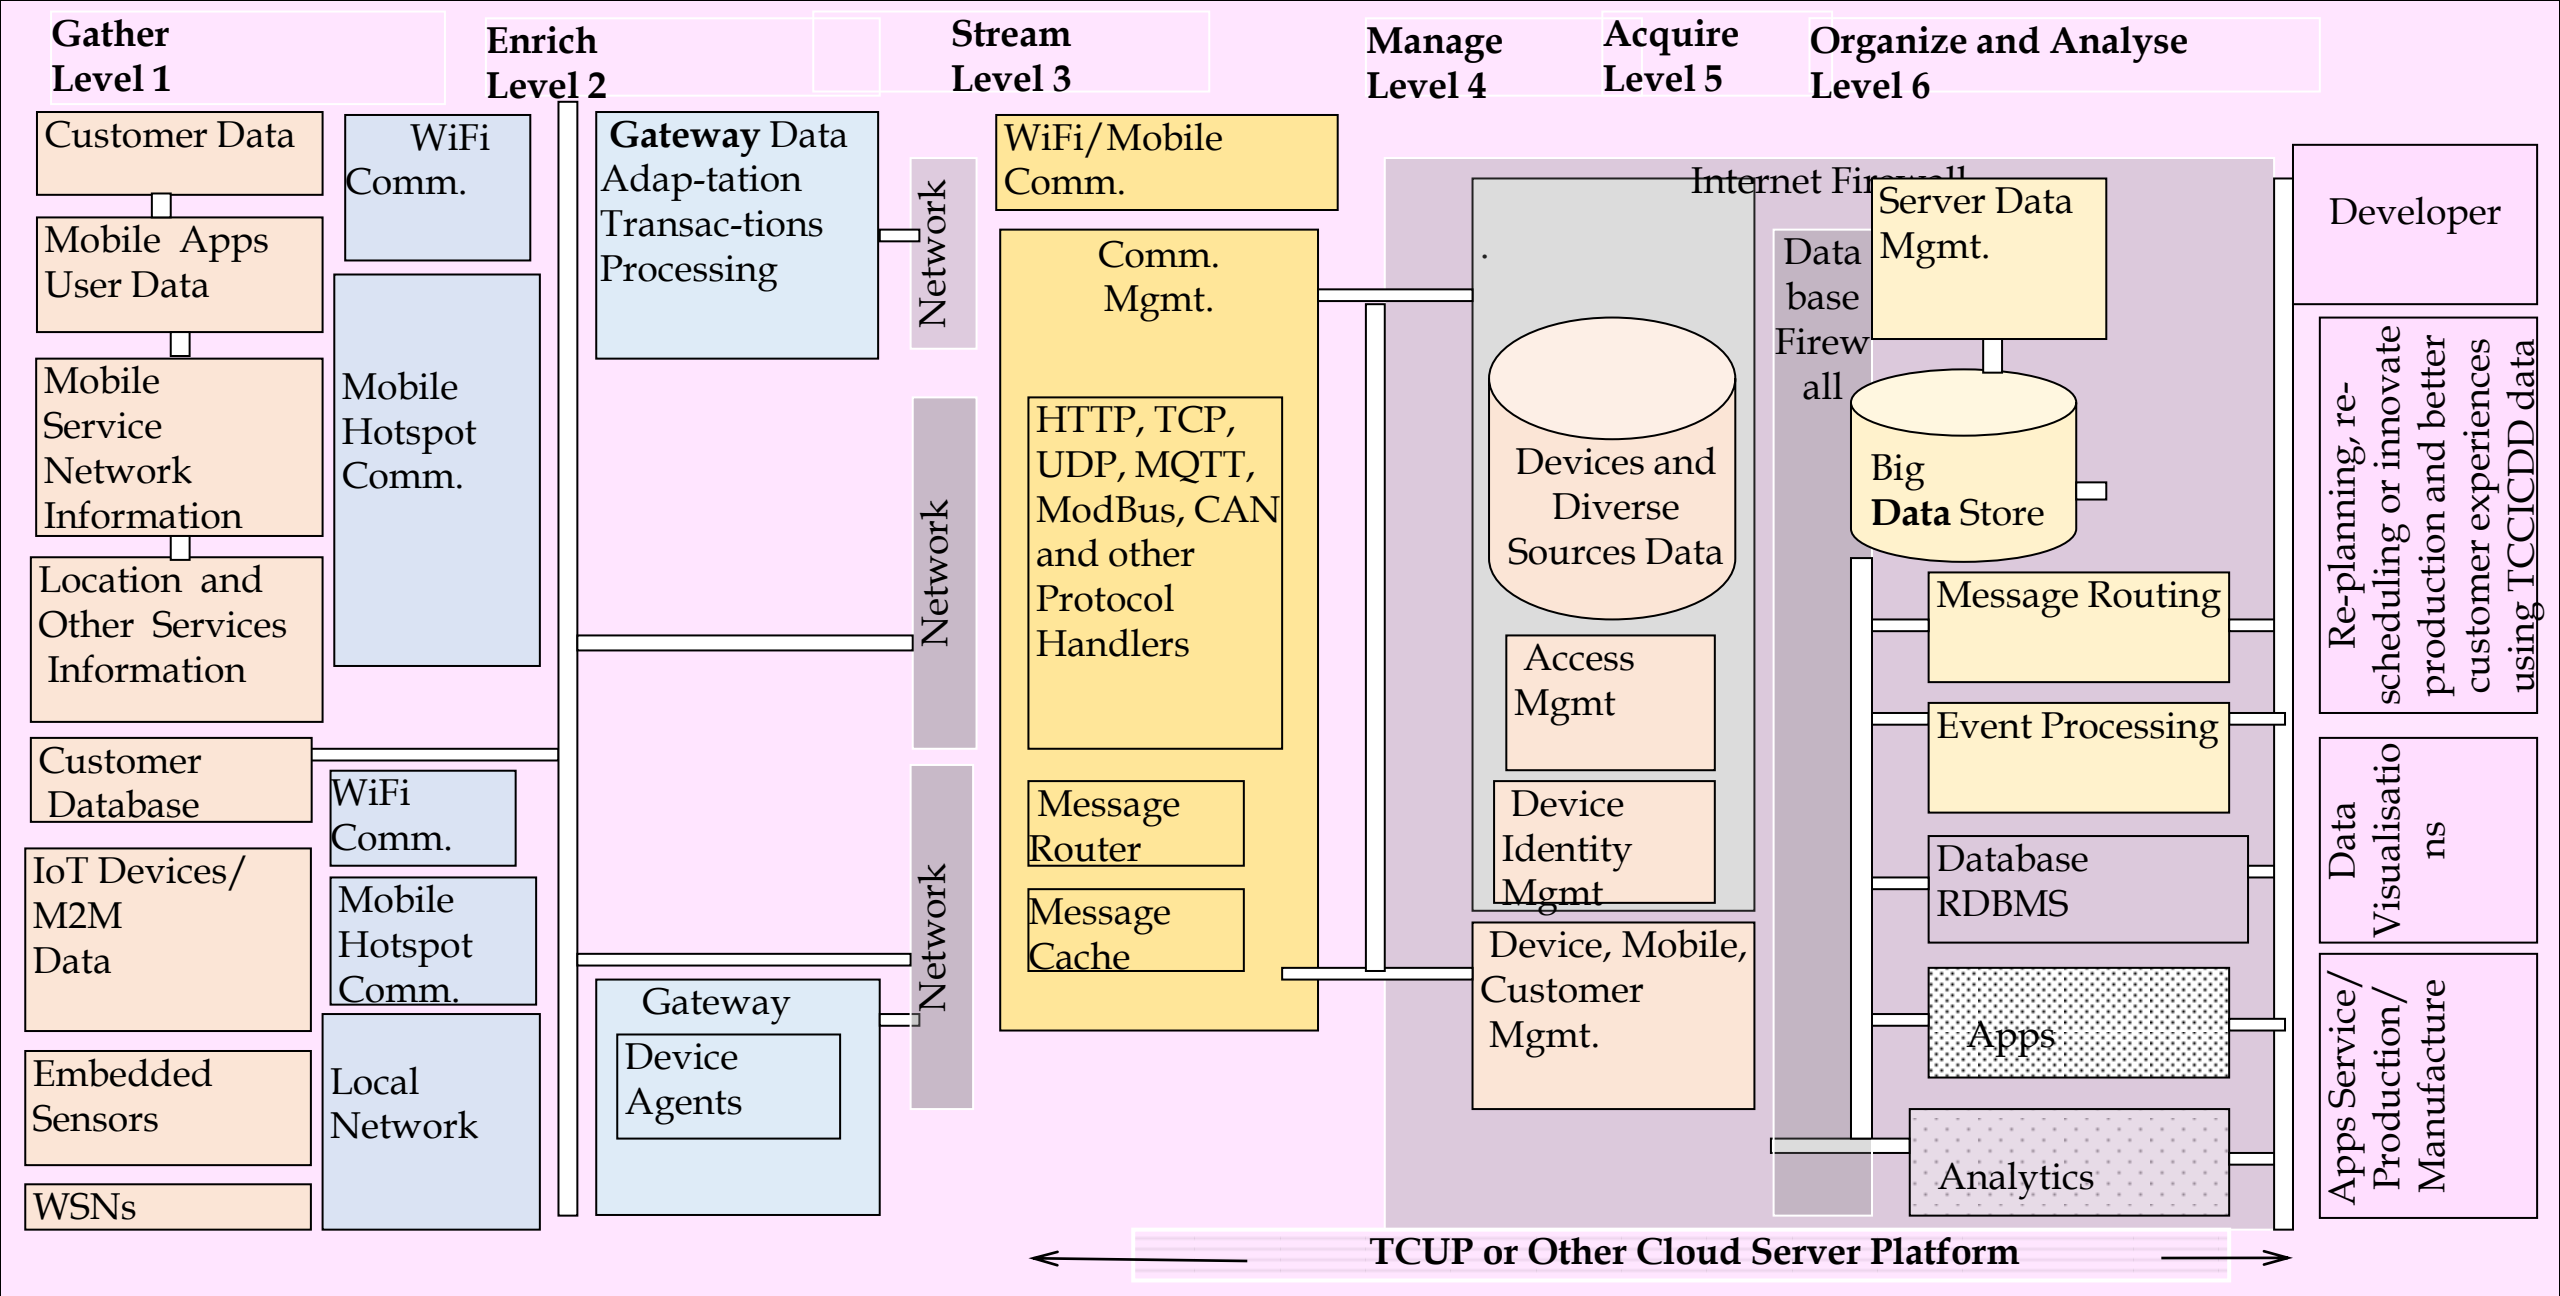 Gather
Level 1
Enrich
Level 2
Stream
Level 3
Manage
Level 4
Acquire
Level 5
Organize and Analyse
Level 6
Customer Data
Mobile Apps
User Data
Mobile
Service
Network
Information
Location and
Other Services
Information
Customer
Database
IoT Devices/
M2M
Data
Embedded
Sensors
WSNs
WiFi
Comm.
Mobile
Hotspot
Comm.
WiFi
Comm.
Mobile
Hotspot
Comm.
Local
Network
Gateway Data
Adap-tation
Transac-tions
Processing
Gateway
Device
Agents
Network
Network
Network
WiFi/Mobile
Comm.
Comm.
Mgmt.
HTTP, TCP,
UDP, MQTT,
ModBus, CAN
and other
Protocol
Handlers
Message
Router
Message
Cache
Internet Firewall
.
Devices and
Diverse
Sources Data
Access
Mgmt
Device
Identity
Mgmt
Device, Mobile,
Customer
Mgmt.
Data
base
Firew
all
Server Data
Mgmt.
Big
Data Store
Message Routing
Event Processing
Database
RDBMS
Apps
Analytics
Developer
Re-planning, re-
scheduling or innovate
production and better
customer experiences
using TCCICDD data
Data
Visualisatio
ns
Apps Service/
Production/
Manufacture
TCUP or Other Cloud Server Platform